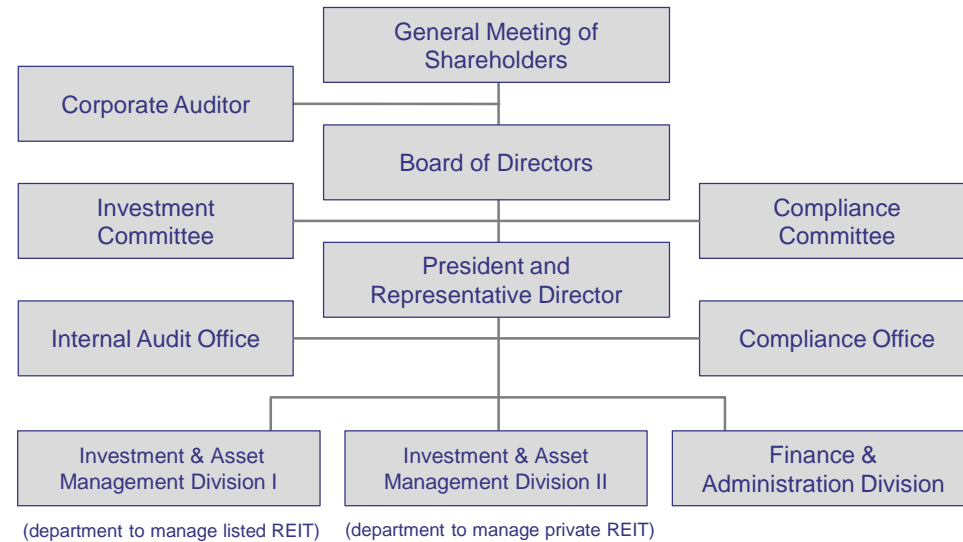 General Meeting of
Shareholders
Corporate Auditor
Board of Directors
Investment
Committee
Compliance
Committee
President and
Representative Director
Internal Audit Office
Compliance Office
Investment & Asset
Management Division I
Investment & Asset
Management Division II
Finance &
Administration Division
(department to manage listed REIT)
(department to manage private REIT)